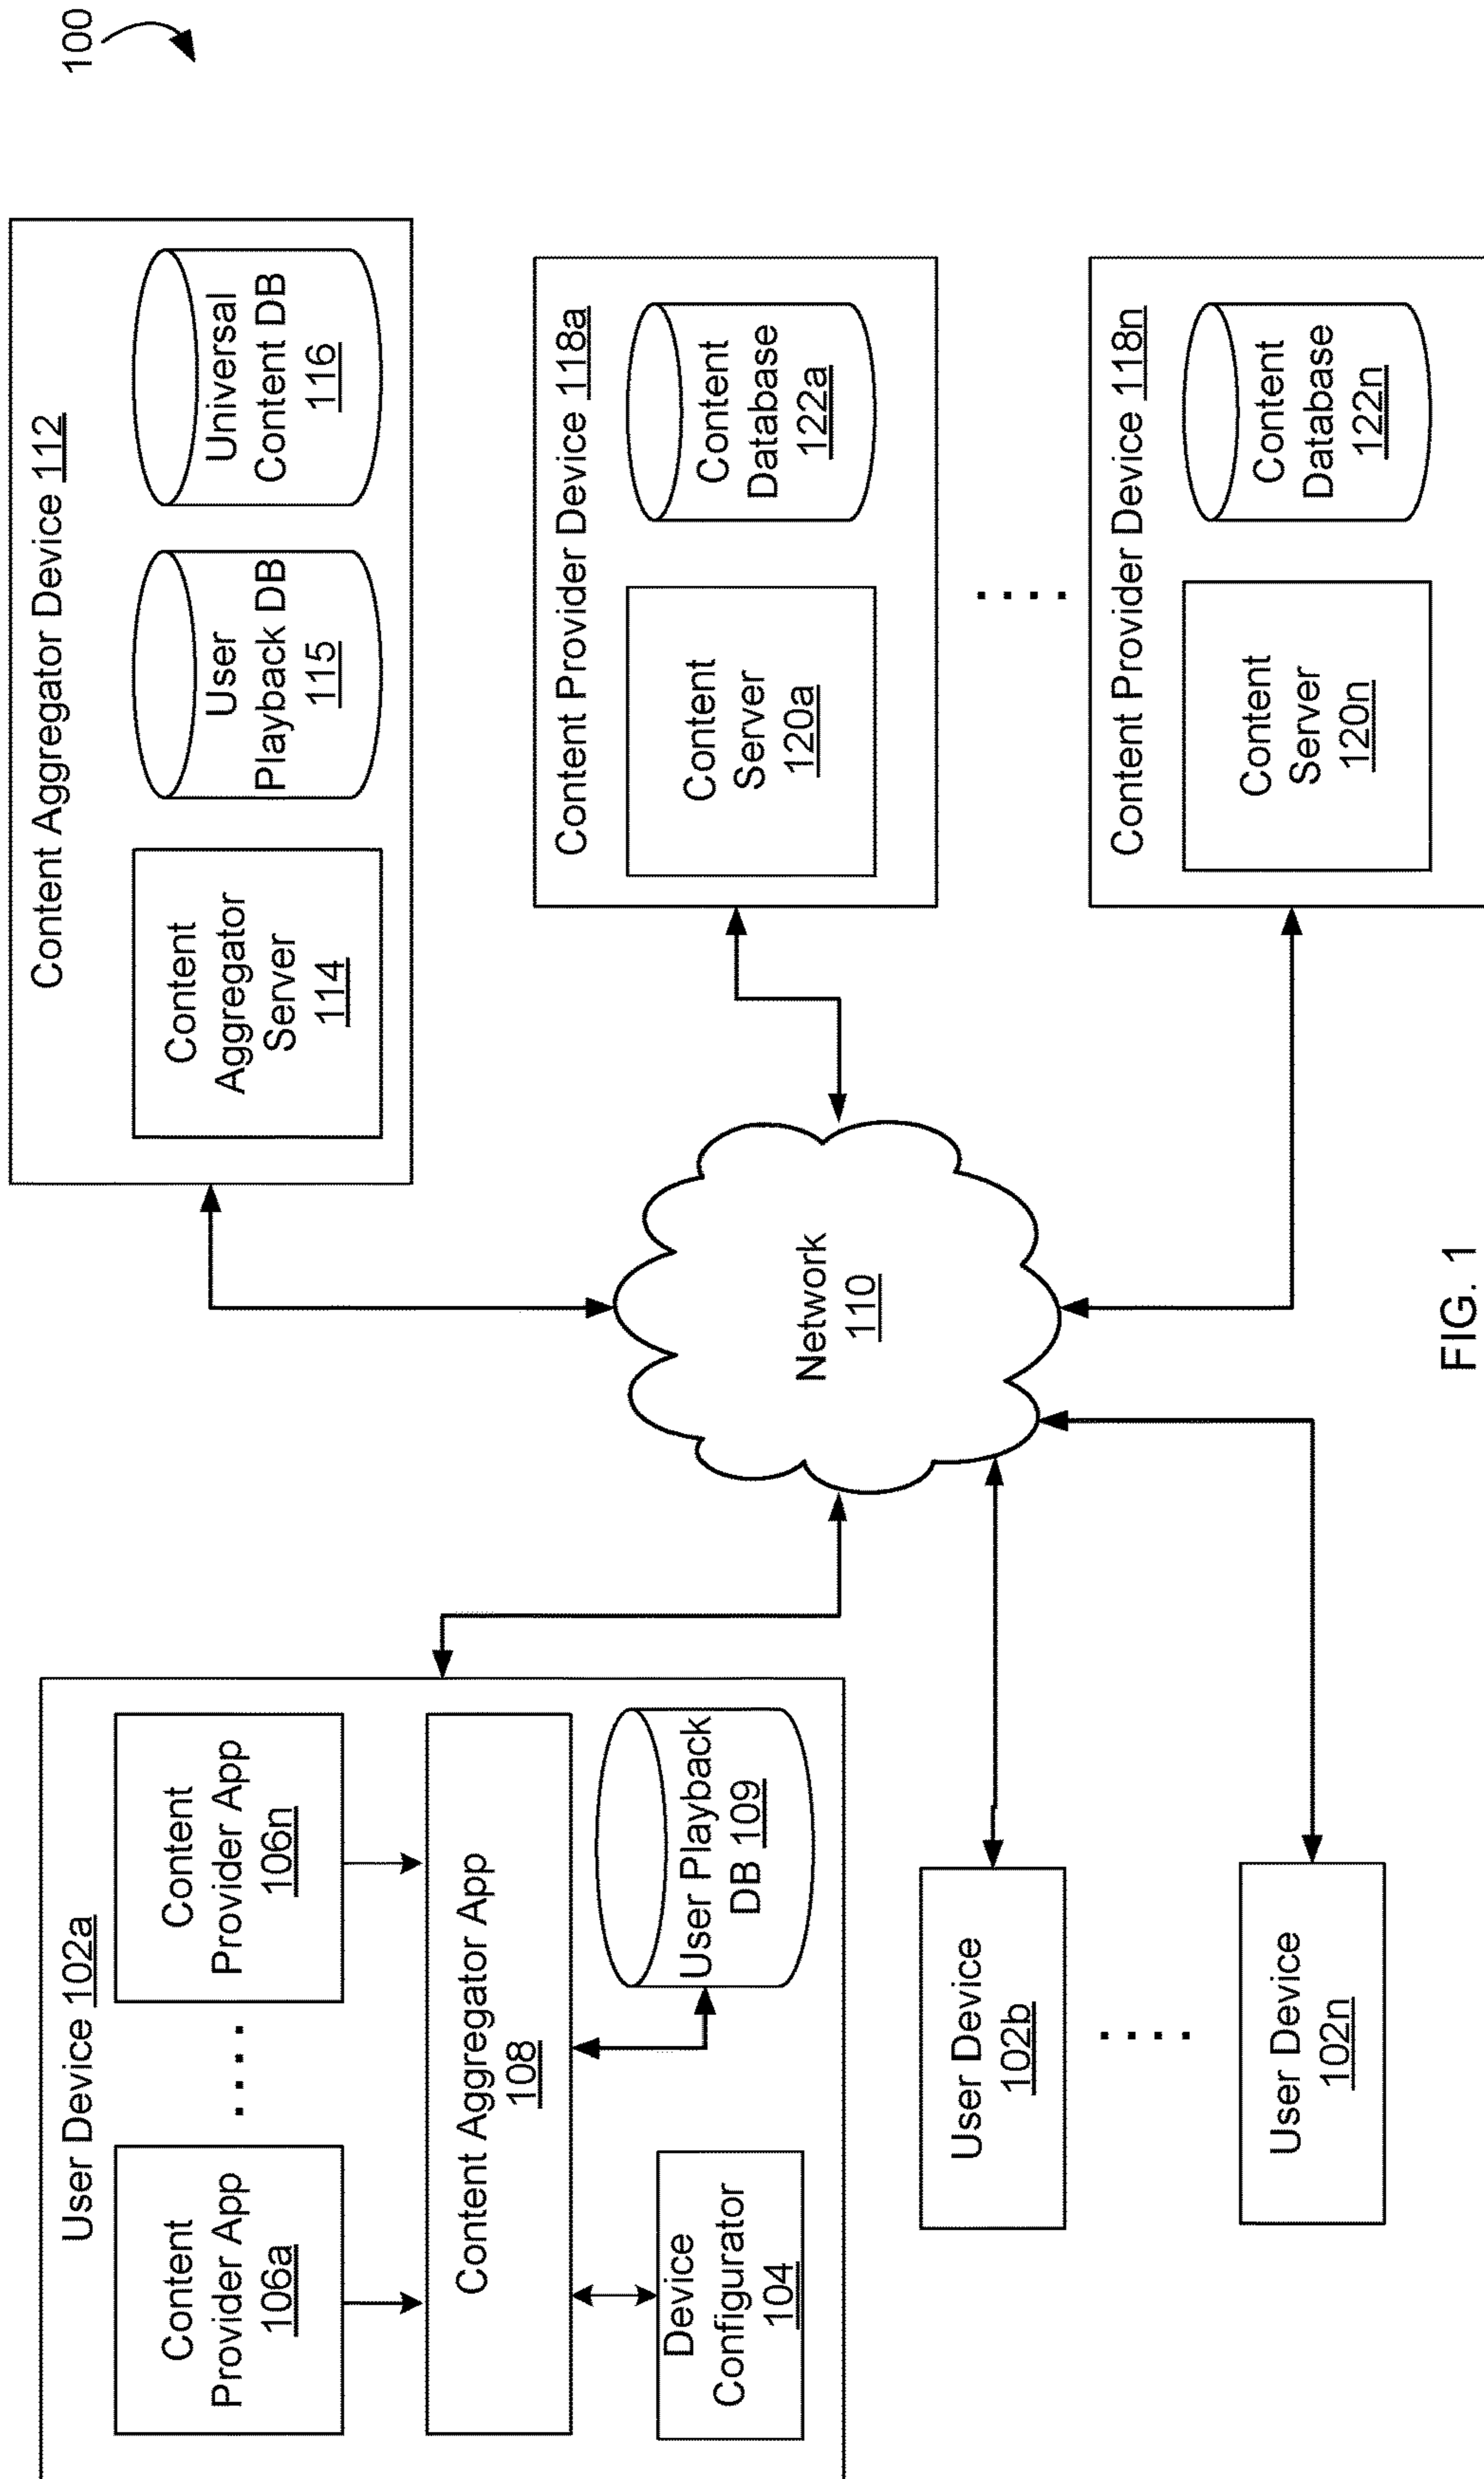 100
User Device 102a
Content
Provider App
106a
. . . .
Content
Provider App
106n
Content Aggregator App
108
Device
Configurator
104
User Playback
DB 109
User Device
102b
. . . .
User Device
102n
Network
110
Content Aggregator Device 112
Content
Aggregator
Server
114
User
Playback DB
115
Universal
Content DB
116
Content Provider Device 118a
Content
Server
120a
Content
Database
122a
. . . .
Content Provider Device 118n
Content
Server
120n
Content
Database
122n
FIG. 1